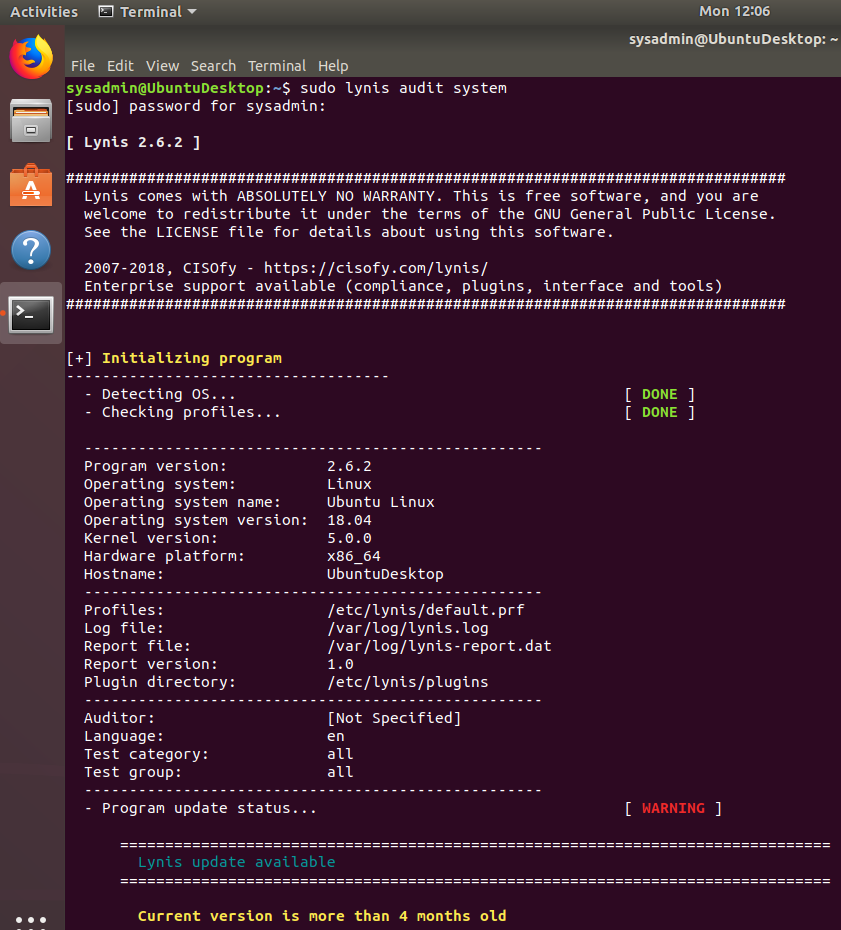 Activities Terminal Mon 12:06
sysadmin@UbuntuDesktop: ~
File Edit View Search Terminal Help
sysadmin@UbuntuDesktop:~$ sudo lynis audit system
[sudo] password for sysadmin:
[ Lynis 2.6.2 ]
################################################################################
Lynis comes with ABSOLUTELY NO WARRANTY. This is free software, and you are
welcome to redistribute it under the terms of the GNU General Public License.
See the LICENSE file for details about using this software.
2007-2018, CISOfy - https://cisofy.com/lynis/
Enterprise support available (compliance, plugins, interface and tools)
################################################################################
[+] Initializing program
------------------------------------
- Detecting OS... [ DONE ]
- Checking profiles... [ DONE ]
---------------------------------------------------
Program version: 2.6.2
Operating system: Linux
Operating system name: Ubuntu Linux
Operating system version: 18.04
Kernel version: 5.0.0
Hardware platform: x86_64
Hostname: UbuntuDesktop
---------------------------------------------------
Profiles: /etc/lynis/default.prf
Log file: /var/log/lynis.log
Report file: /var/log/lynis-report.dat
Report version: 1.0
Plugin directory: /etc/lynis/plugins
---------------------------------------------------
Auditor: [Not Specified]
Language: en
Test category: all
Test group: all
---------------------------------------------------
- Program update status... [ WARNING ]
===============================================================================
Lynis update available
===============================================================================
Current version is more than 4 months old